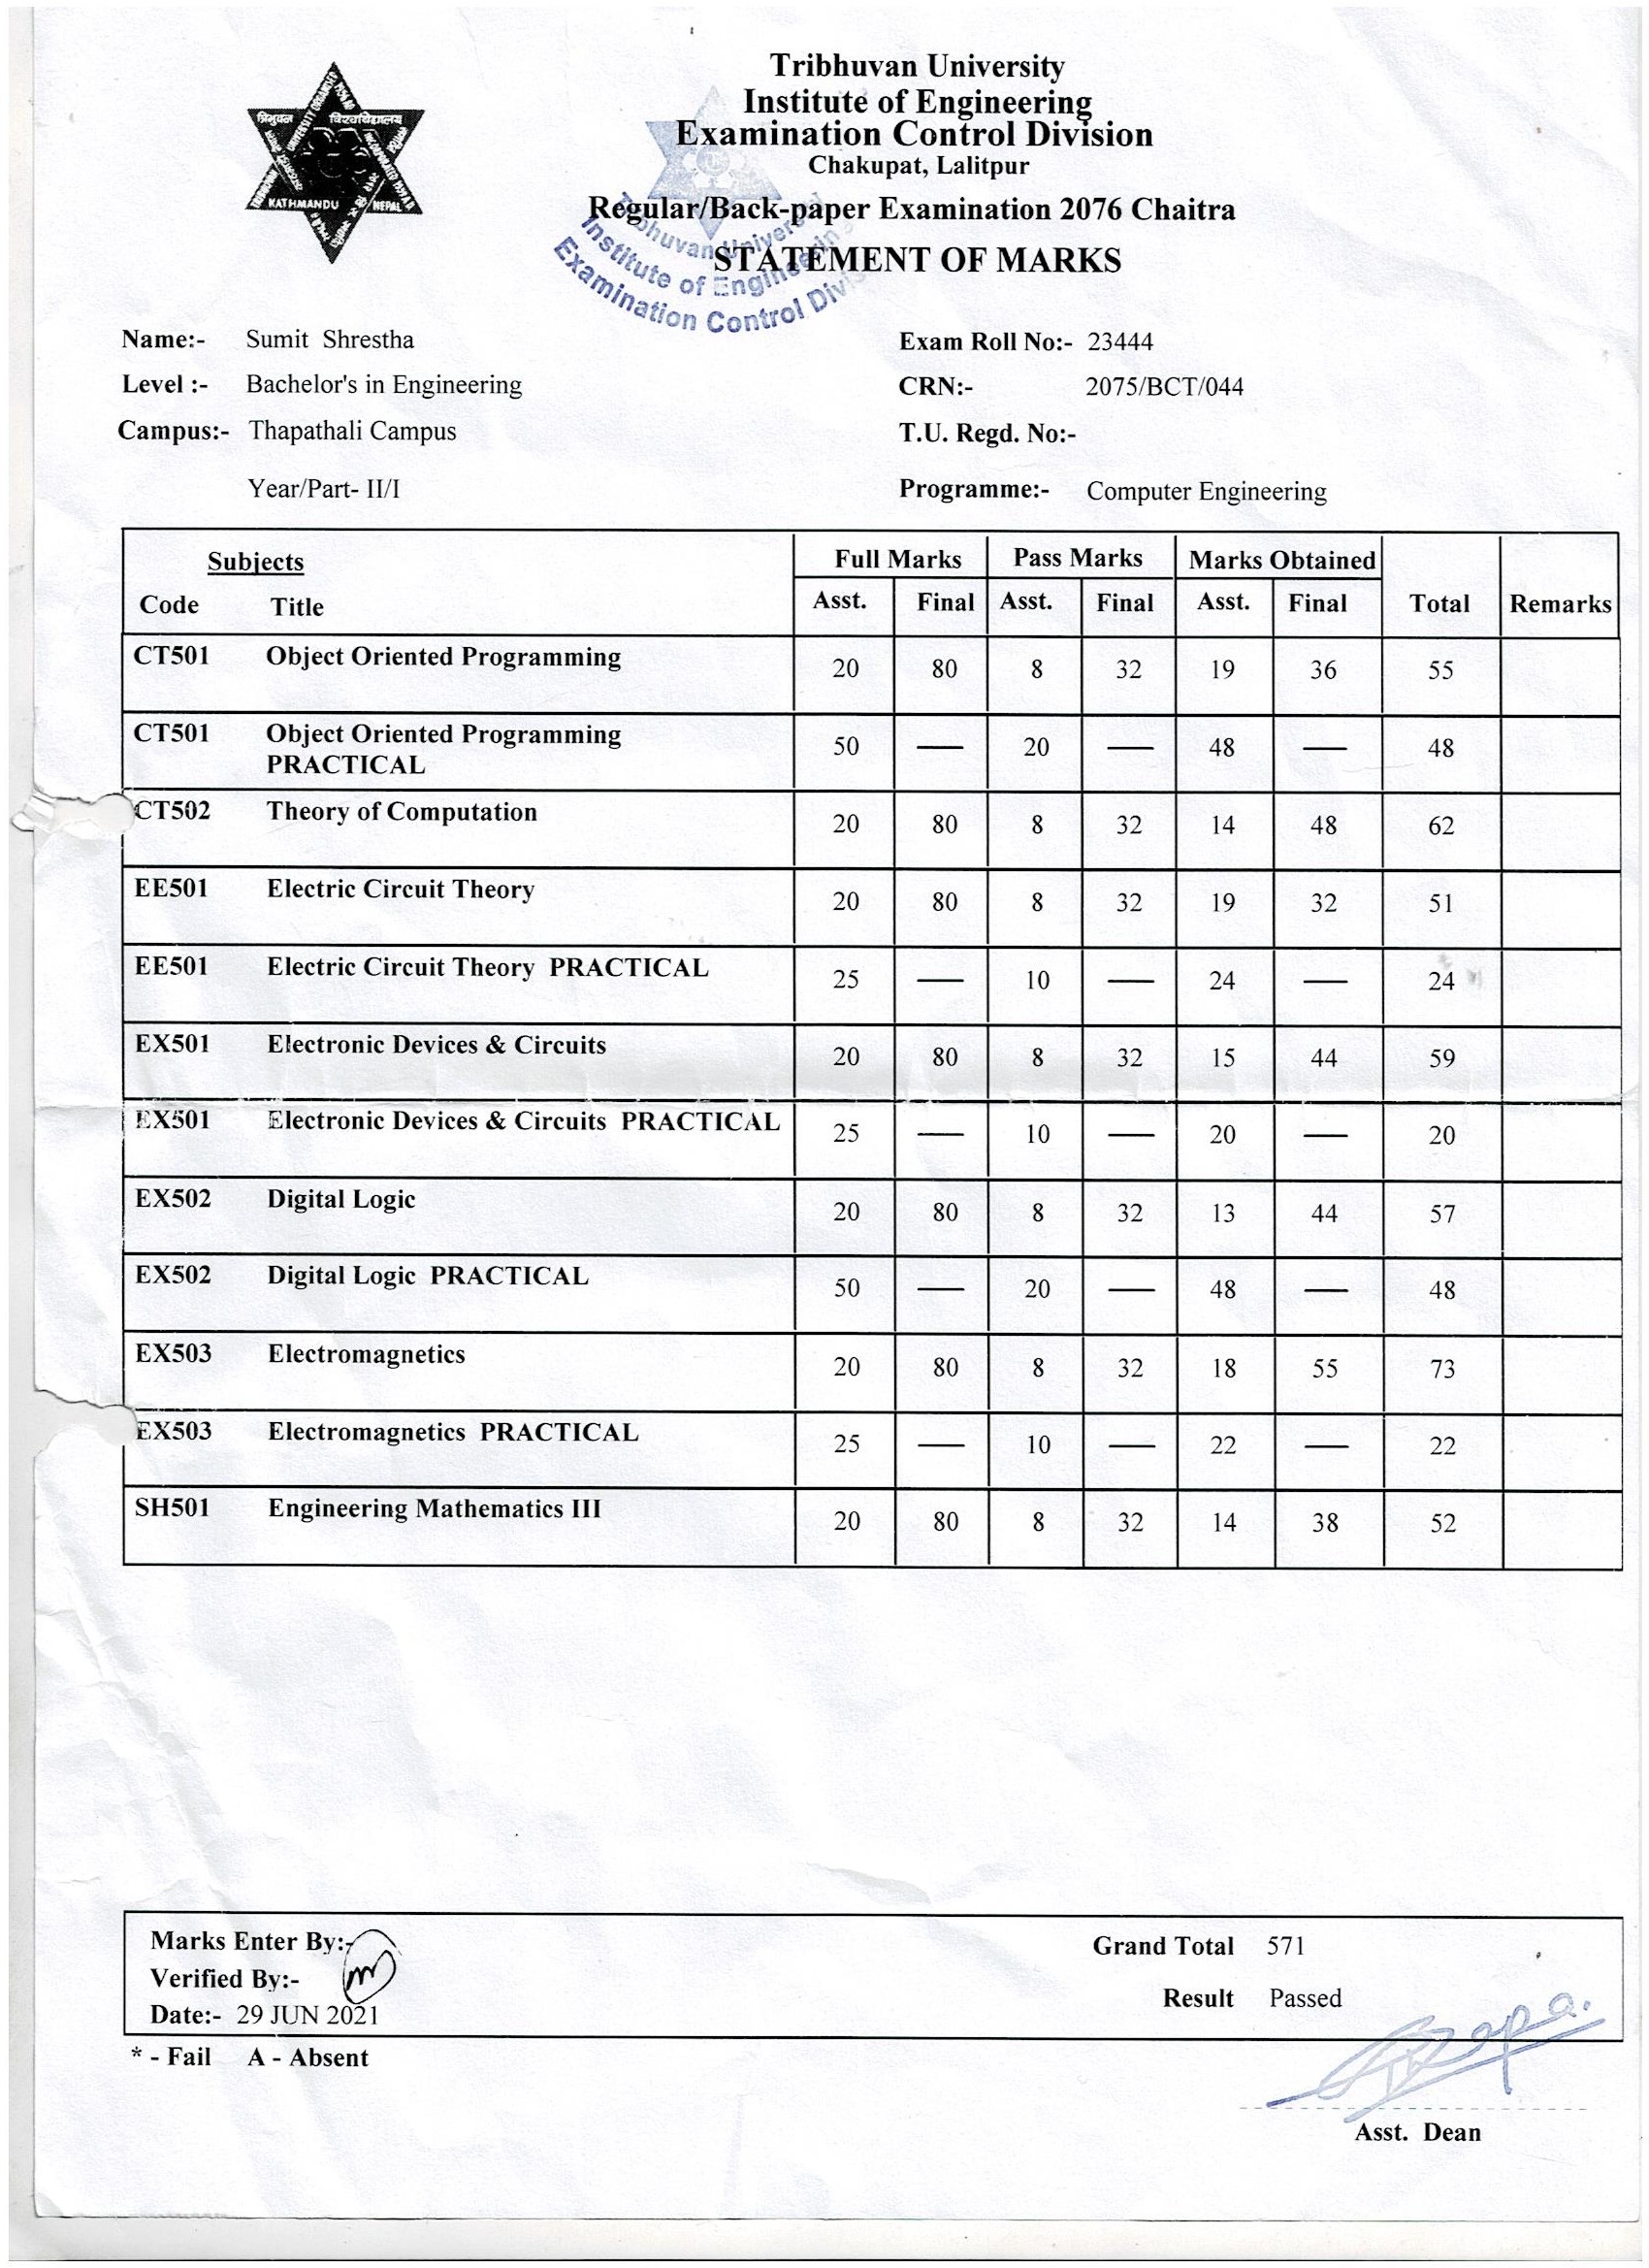 Tribhuvan University
Institute of Engineering
Examination Control Division
Chakupat, Lalitpur
Regular/Back-paper Examination 2076 Chaitra
STATEMENT OF MARKS
त्रिभुवन विश्वविद्यालय
KATHMANDU NEPAL
Tribhuvan University
Institute of Engineering
Examination Control Divis
Name:- Sumit Shrestha Exam Roll No:- 23444
Level :- Bachelor's in Engineering CRN:- 2075/BCT/044
Campus:- Thapathali Campus T.U. Regd. No:-
Year/Part- II/I Programme:- Computer Engineering
Subjects Full Marks Pass Marks Marks Obtained
Code Title Asst. Final Asst. Final Asst. Final Total Remarks
CT501 Object Oriented Programming 20 80 8 32 19 36 55
CT501 Object Oriented Programming 50 — 20 — 48 — 48
PRACTICAL
CT502 Theory of Computation 20 80 8 32 14 48 62
EE501 Electric Circuit Theory 20 80 8 32 19 32 51
EE501 Electric Circuit Theory PRACTICAL 25 — 10 — 24 — 24
EX501 Electronic Devices & Circuits 20 80 8 32 15 44 59
EX501 Electronic Devices & Circuits PRACTICAL 25 — 10 — 20 — 20
EX502 Digital Logic 20 80 8 32 13 44 57
EX502 Digital Logic PRACTICAL 50 — 20 — 48 — 48
EX503 Electromagnetics 20 80 8 32 18 55 73
EX503 Electromagnetics PRACTICAL 25 — 10 — 22 — 22
SH501 Engineering Mathematics III 20 80 8 32 14 38 52
Marks Enter By:- Grand Total 571
Verified By:-
Result Passed
Date:- 29 JUN 2021
* - Fail A - Absent
Asst. Dean